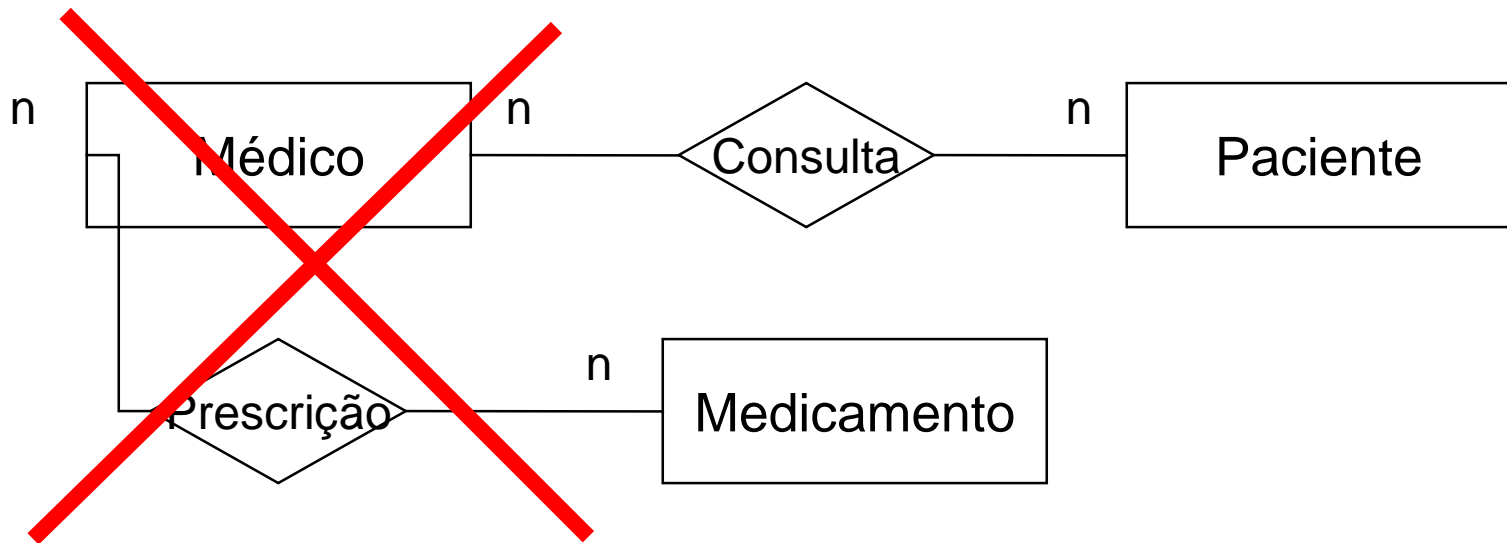 n
n
n
Médico
Consulta
Paciente
n
Prescrição
Medicamento